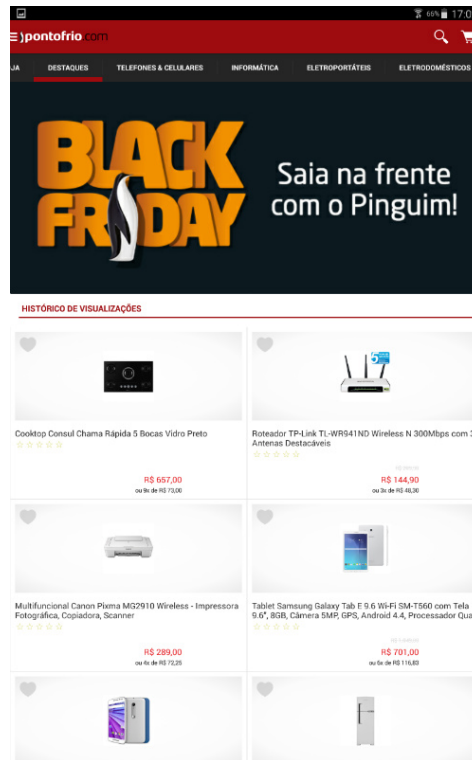 66% 17:0
pontofrio.com
JA DESTAQUES TELEFONES & CELULARES INFORMÁTICA ELETROPORTÁTEIS ELETRODOMÉSTICOS
BLACK
FRIDAY
Saia na frente
com o Pinguim!
HISTÓRICO DE VISUALIZAÇÕES
Cooktop Consul Chama Rápida 5 Bocas Vidro Preto
R$ 657,00
ou 9x de R$ 73,00
5
Roteador TP-Link TL-WR941ND Wireless N 300Mbps com 3
Antenas Destacáveis
R$ 144,90
ou 3x de R$ 48,30
Multifuncional Canon Pixma MG2910 Wireless - Impressora
Fotográfica, Copiadora, Scanner
R$ 289,00
ou 4x de R$ 72,25
Tablet Samsung Galaxy Tab E 9.6 Wi-Fi SM-T560 com Tela
9.6", 8GB, Câmera 5MP, GPS, Android 4.4, Processador Qua
R$ 701,00
ou 6x de R$ 116,83